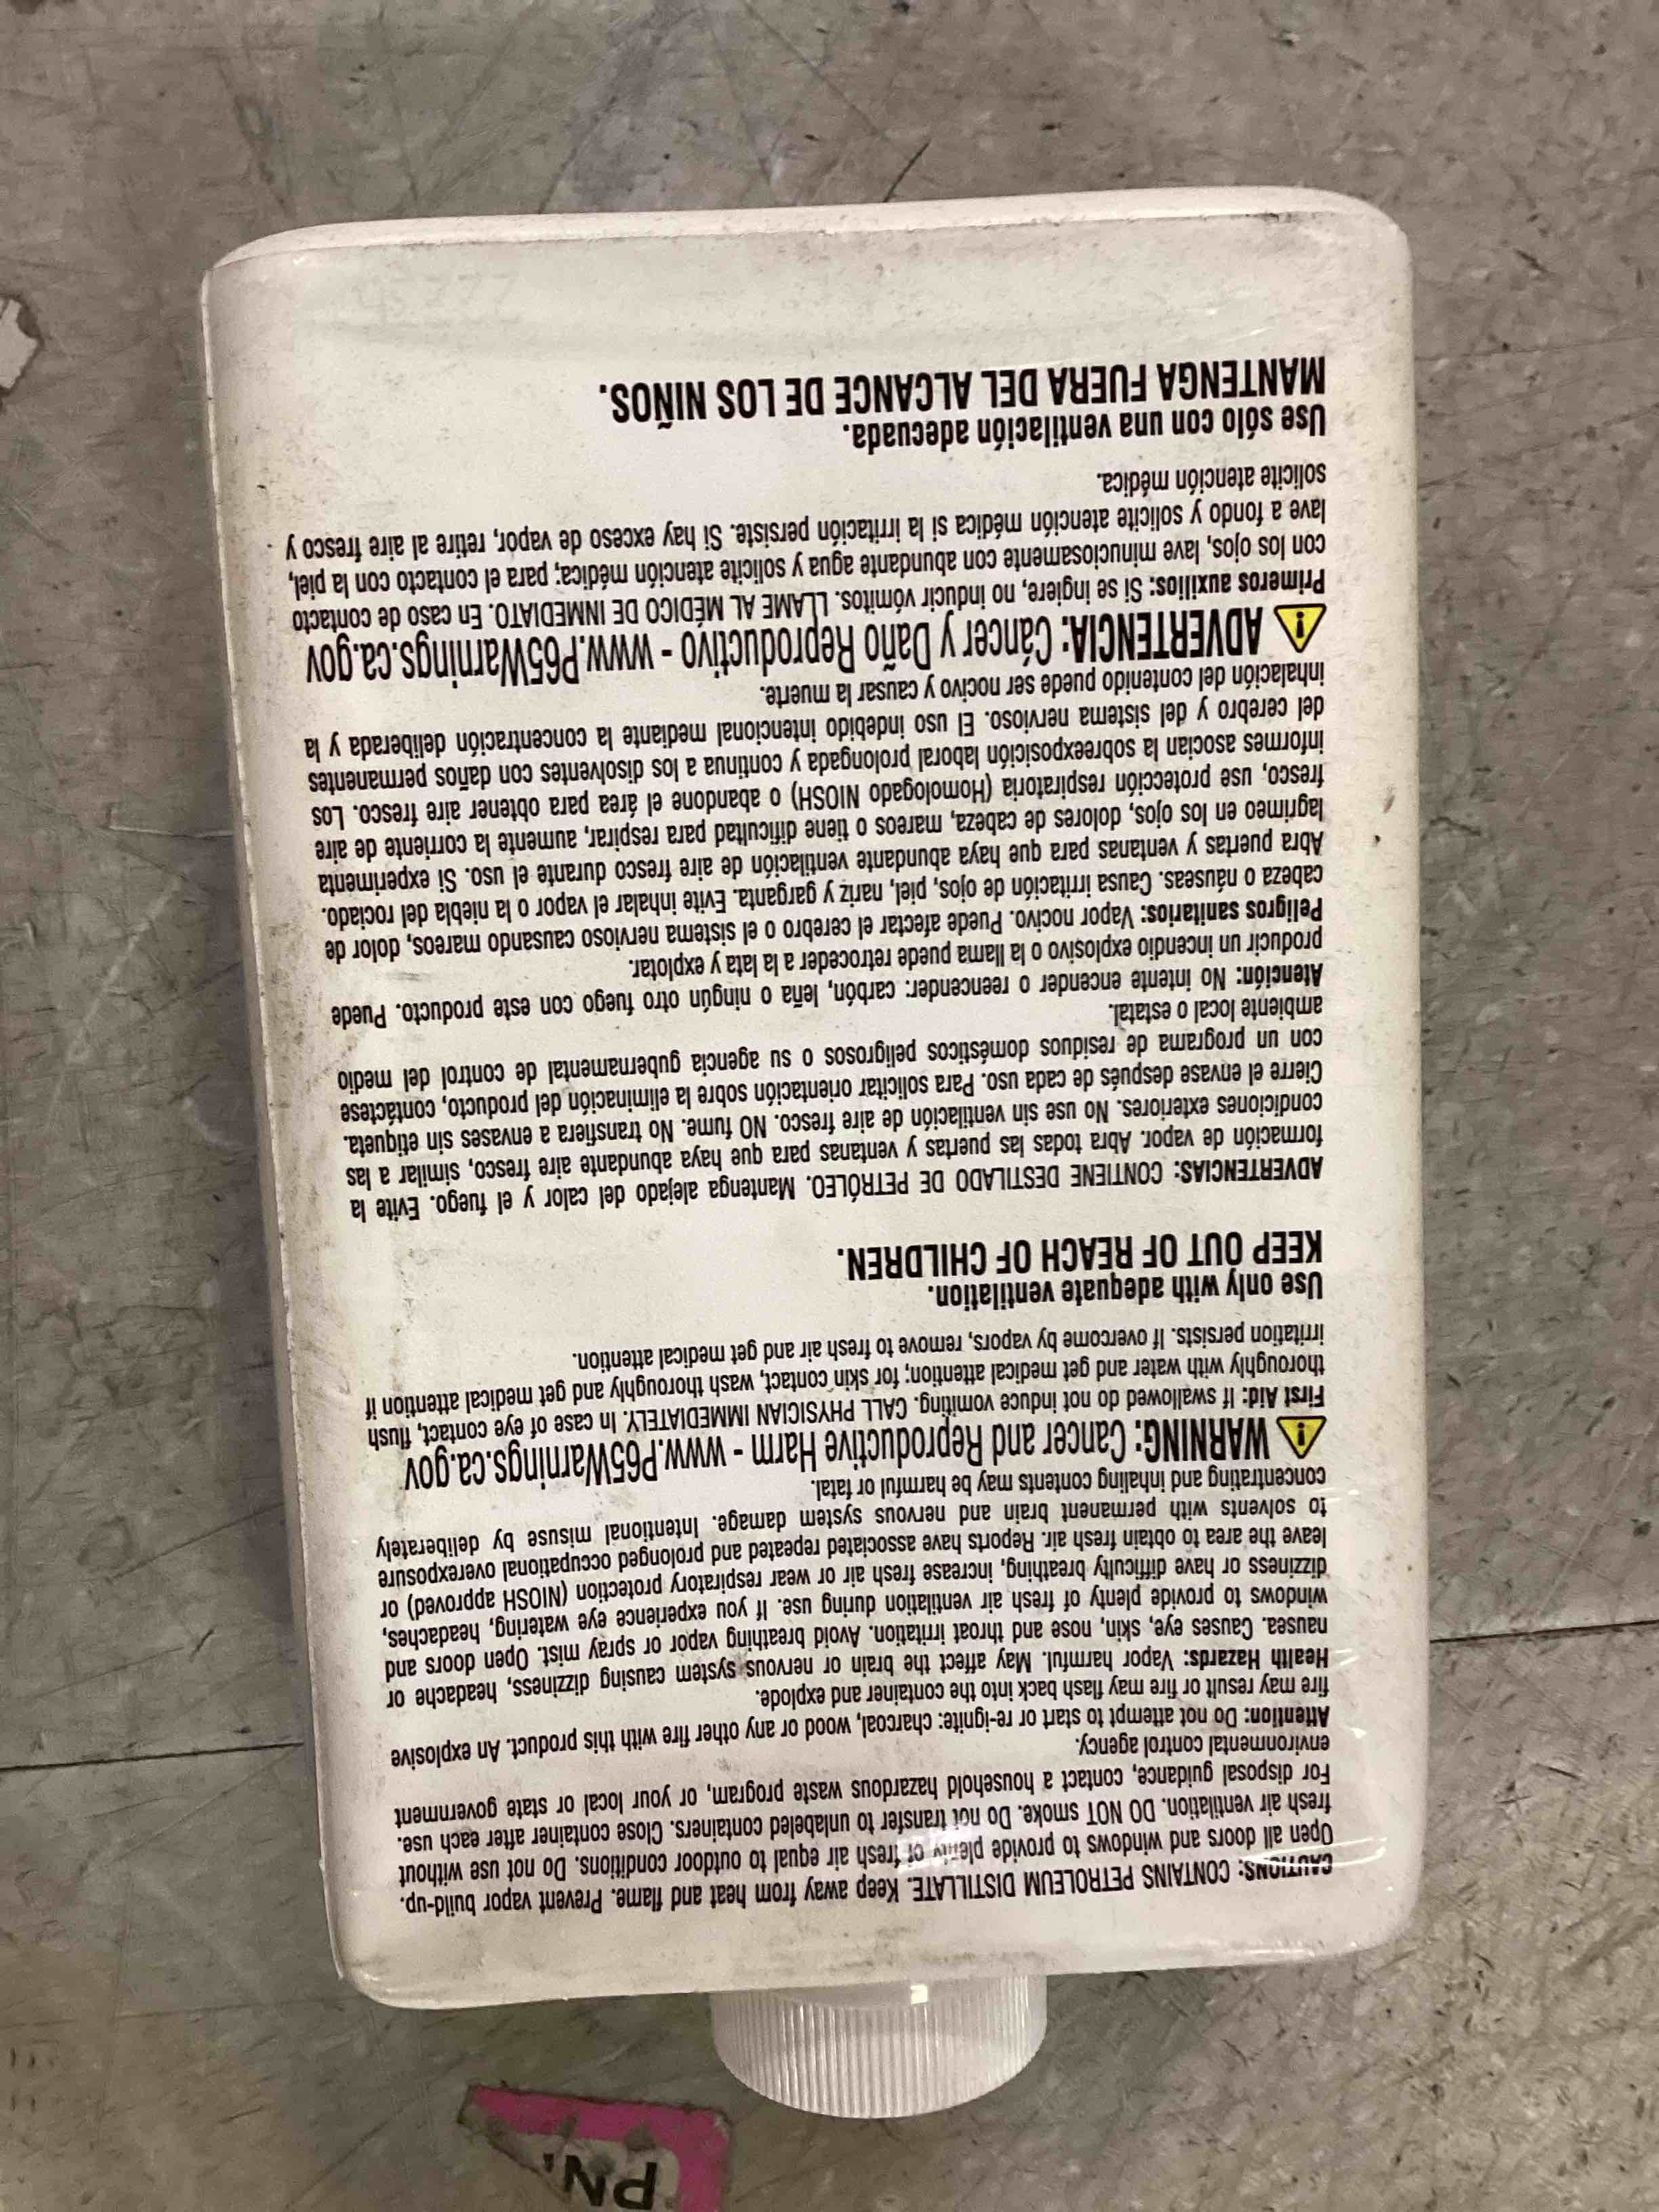 CAUTIONS: CONTAINS PETROLEUM DISTILLATE. Keep away from heat and flame. Prevent vapor build-up.
Open all doors and windows to provide plenty of fresh air equal to outdoor conditions. Do not use without
fresh air ventilation. DO NOT smoke. Do not transfer to unlabeled containers. Close container after each use.
For disposal guidance, contact a household hazardous waste program, or your local or state government
environmental control agency.
Attention: Do not attempt to start or re-ignite: charcoal, wood or any other fire with this product. An explosive
fire may result or fire may flash back into the container and explode.
Health Hazards: Vapor harmful. May affect the brain or nervous system causing dizziness, headache or
nausea. Causes eye, skin, nose and throat irritation. Avoid breathing vapor or spray mist. Open doors and
windows to provide plenty of fresh air ventilation during use. If you experience eye watering, headaches,
dizziness or have difficulty breathing, increase fresh air or wear respiratory protection (NIOSH approved) or
leave the area to obtain fresh air. Reports have associated repeated and prolonged occupational overexposure
to solvents with permanent brain and nervous system damage. Intentional misuse by deliberately
concentrating and inhaling contents may be harmful or fatal.
WARNING: Cancer and Reproductive Harm - www.P65Warnings.ca.gov
First Aid: If swallowed do not induce vomiting. CALL PHYSICIAN IMMEDIATELY. In case of eye contact, flush
thoroughly with water and get medical attention; for skin contact, wash thoroughly and get medical attention if
irritation persists. If overcome by vapors, remove to fresh air and get medical attention.
Use only with adequate ventilation.
KEEP OUT OF REACH OF CHILDREN.
ADVERTENCIAS: CONTIENE DESTILADO DE PETRÓLEO. Mantenga alejado del calor y el fuego. Evite la
formación de vapor. Abra todas las puertas y ventanas para que haya abundante aire fresco, similar a las
condiciones exteriores. No use sin ventilación de aire fresco. NO fume. No transfiera a envases sin etiqueta.
Cierre el envase después de cada uso. Para solicitar orientación sobre la eliminación del producto, contáctese
con un programa de residuos domésticos peligrosos o su agencia gubernamental de control del medio
ambiente local o estatal.
Atención: No intente encender o reencender: carbón, leña o ningún otro fuego con este producto. Puede
producir un incendio explosivo o la llama puede retroceder a la lata y explotar.
Peligros sanitarios: Vapor nocivo. Puede afectar el cerebro o el sistema nervioso causando mareos, dolor de
cabeza o náuseas. Causa irritación de ojos, piel, nariz y garganta. Evite inhalar el vapor o la niebla del rociado.
Abra puertas y ventanas para que haya abundante ventilación de aire fresco durante el uso. Si experimenta
lagrimeo en los ojos, dolores de cabeza, mareos o tiene dificultad para respirar, aumente la corriente de aire
fresco, use protección respiratoria (Homologado NIOSH) o abandone el área para obtener aire fresco. Los
informes asocian la sobreexposición laboral prolongada y continua a los disolventes con daños permanentes
del cerebro y del sistema nervioso. El uso indebido intencional mediante la concentración deliberada y la
inhalación del contenido puede ser nocivo y causar la muerte.
ADVERTENCIA: Cáncer y Daño Reproductivo - www.P65Warnings.ca.gov
Primeros auxilios: Si se ingiere, no inducir vómitos. LLAME AL MÉDICO DE INMEDIATO. En caso de contacto
con los ojos, lave minuciosamente con abundante agua y solicite atención médica; para el contacto con la piel,
lave a fondo y solicite atención médica si la irritación persiste. Si hay exceso de vapor, retire al aire fresco y
solicite atención médica.
Use sólo con una ventilación adecuada.
MANTENGA FUERA DEL ALCANCE DE LOS NIÑOS.
PN